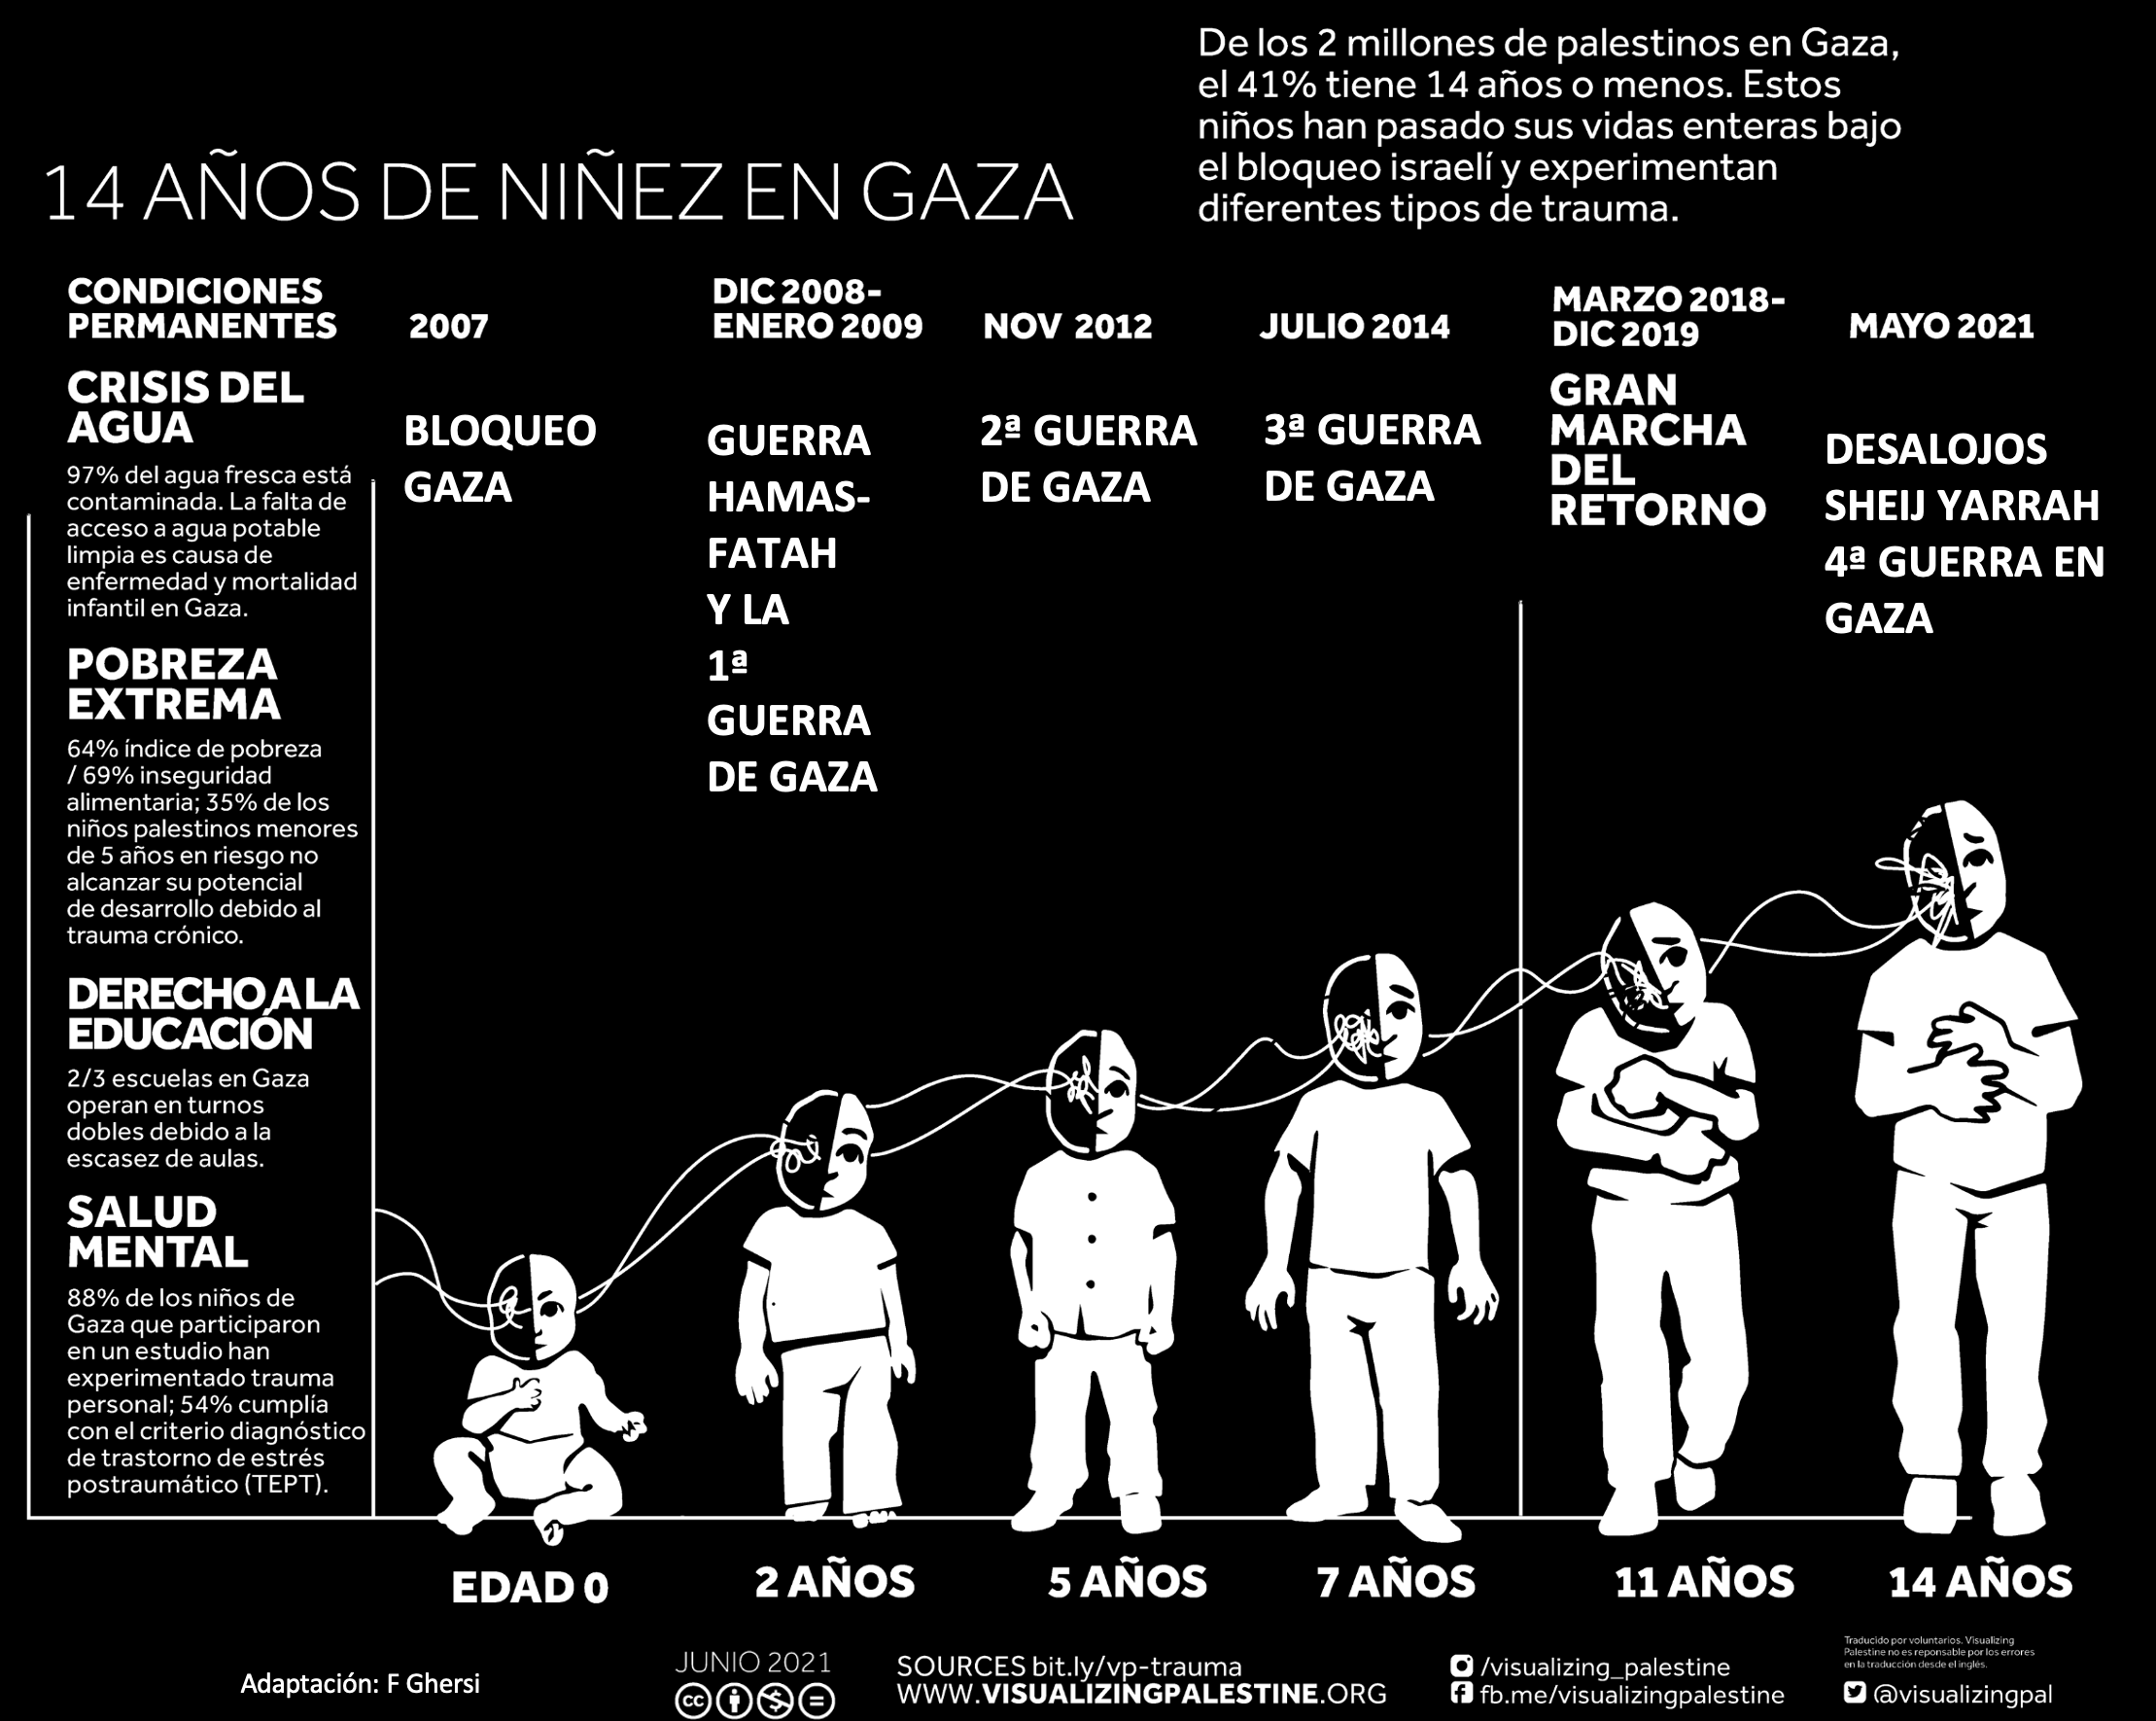 De los 2 millones de palestinos en Gaza,
el 41% tiene 14 años o menos. Estos
niños han pasado sus vidas enteras bajo
el bloqueo israelí y experimentan
diferentes tipos de trauma.
14 AÑOS DE NIÑEZ EN GAZA
CONDICIONES
PERMANENTES
CRISIS DEL
AGUA
97% del agua fresca está
contaminada. La falta de
acceso a agua potable
limpia es causa de
enfermedad y mortalidad
infantil en Gaza.
POBREZA
EXTREMA
64% índice de pobreza
/ 69% inseguridad
alimentaria; 35% de los
niños palestinos menores
de 5 años en riesgo no
alcanzar su potencial
de desarrollo debido al
trauma crónico.
DERECHO A LA
EDUCACIÓN
2/3 escuelas en Gaza
operan en turnos
dobles debido a la
escasez de aulas.
SALUD
MENTAL
88% de los niños de
Gaza que participaron
en un estudio han
experimentado trauma
personal; 54% cumplía
con el criterio diagnóstico
de trastorno de estrés
postraumático (TEPT).
2007
BLOQUEO
GAZA
DIC 2008-
ENERO 2009
GUERRA
HAMAS-
FATAH
Y LA
1ª
GUERRA
DE GAZA
NOV 2012
2ª GUERRA
DE GAZA
JULIO 2014
3ª GUERRA
DE GAZA
MARZO 2018-
DIC 2019
GRAN
MARCHA
DEL
RETORNO
MAYO 2021
DESALOJOS
SHEIJ YARRAH
4ª GUERRA EN
GAZA
EDAD 0
2 AÑOS
5 AÑOS
7 AÑOS
11 AÑOS
14 AÑOS
Adaptación: F Ghersi
JUNIO 2021
cc
SOURCES bit.ly/vp-trauma
WWW.VISUALIZINGPALESTINE.ORG
/visualizing_palestine
fb.me/visualizingpalestine
Traducido por voluntarios. Visualizing
Palestine no es reponsable por los errores
en la traducción desde el inglés.
@visualizingpal